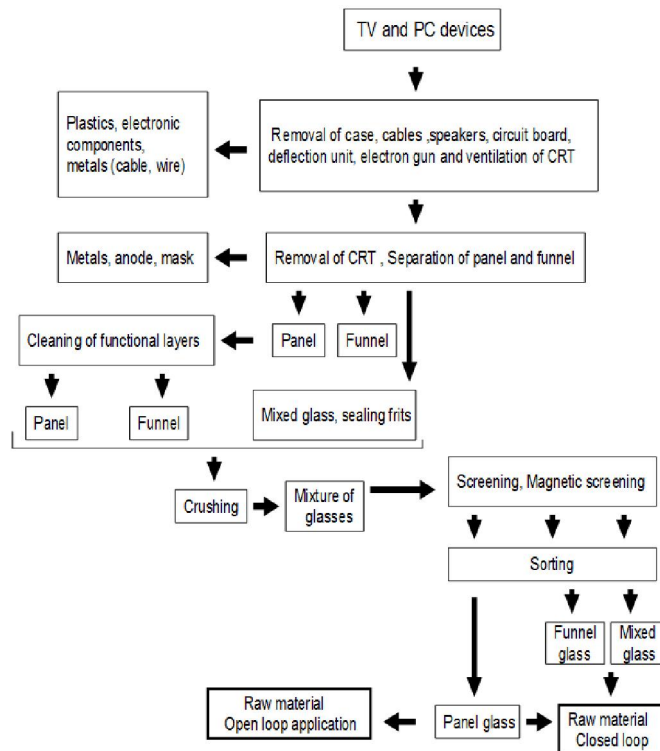 TV and PC devices
Plastics, electronic
components,
metals (cable, wire)
Removal of case, cables ,speakers, circuit board,
deflection unit, electron gun and ventilation of CRT
Metals, anode, mask
Removal of CRT , Separation of panel and funnel
Cleaning of functional layers
Panel
Funnel
Panel
Funnel
Mixed glass, sealing frits
Crushing
Mixture of
glasses
Screening, Magnetic screening
Sorting
Funnel
glass
Mixed
glass
Raw material
Open loop application
Panel glass
Raw material
Closed loop